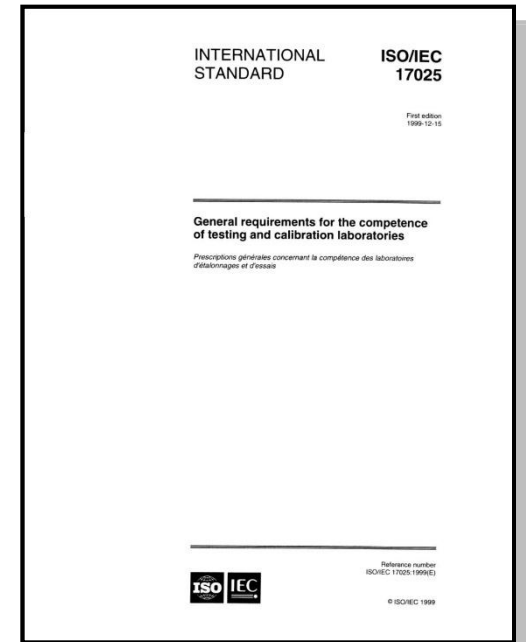 INTERNATIONAL
STANDARD
ISO/IEC
17025
First edition
1999-12-15
General requirements for the competence
of testing and calibration laboratories
Prescriptions générales concernant la compétence des laboratoires
d'étalonnages et d'essais
ISO IEC
Reference number
ISO/IEC 17025:1999(E)
© ISO/IEC 1999